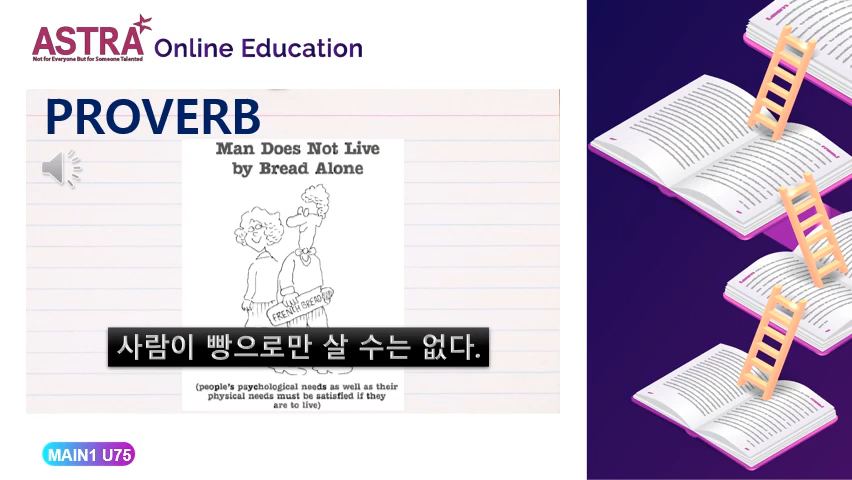 ASTRA
Not for Everyone But for Someone Talented
Online Education
PROVERB
Man Does Not Live
by Bread Alone
FRENCH BREAD
사람이 빵으로만 살 수는 없다.
(people's psychological needs as well as their
physical needs must be satisfied if they
are to live)
MAIN1 U75